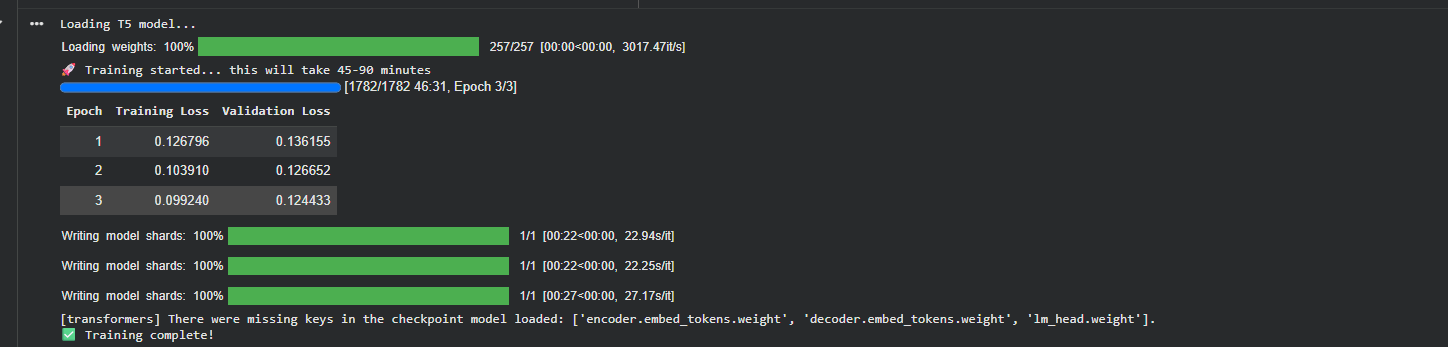 Loading T5 model...
Loading weights: 100% 257/257 [00:00<00:00, 3017.47it/s]
🚀 Training started... this will take 45-90 minutes
[1782/1782 46:31, Epoch 3/3]
Epoch Training Loss Validation Loss
1 0.126796 0.136155
2 0.103910 0.126652
3 0.099240 0.124433
Writing model shards: 100% 1/1 [00:22<00:00, 22.94s/it]
Writing model shards: 100% 1/1 [00:22<00:00, 22.25s/it]
Writing model shards: 100% 1/1 [00:27<00:00, 27.17s/it]
[transformers] There were missing keys in the checkpoint model loaded: ['encoder.embed_tokens.weight', 'decoder.embed_tokens.weight', 'lm_head.weight'].
✅ Training complete!